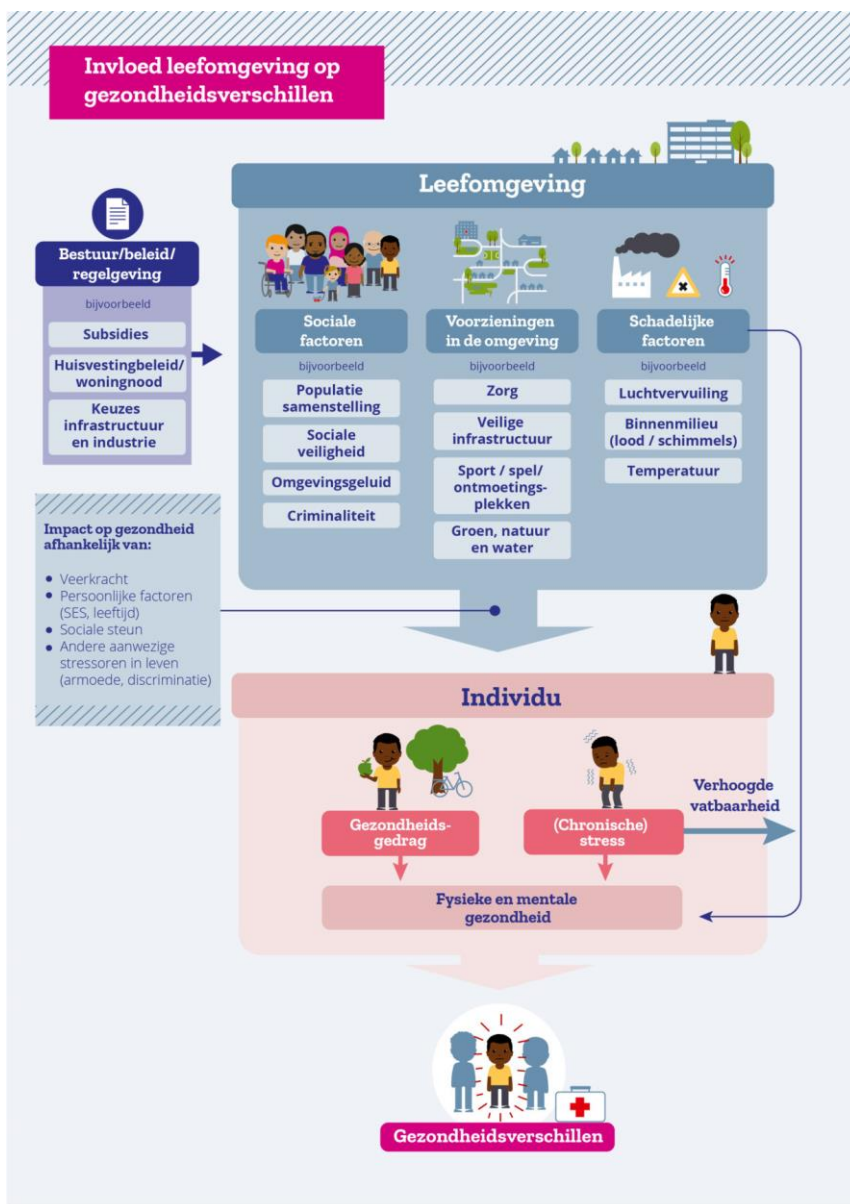 Invloed leefomgeving op
gezondheidsverschillen
Leefomgeving
Bestuur/beleid/
regelgeving
bijvoorbeeld
Subsidies
Huisvestingbeleid/
woningnood
Keuzes
infrastructuur
en industrie
Sociale
factoren
bijvoorbeeld
Populatie
samenstelling
Sociale
veiligheid
Omgevingsgeluid
Criminaliteit
Voorzieningen
in de omgeving
bijvoorbeeld
Zorg
Veilige
infrastructuur
Sport / spel/
ontmoetings-
plekken
Groen, natuur
en water
Schadelijke
factoren
bijvoorbeeld
Luchtvervuiling
Binnenmilieu
(lood / schimmels)
Temperatuur
Impact op gezondheid
afhankelijk van:
• Veerkracht
• Persoonlijke factoren
(SES, leeftijd)
• Sociale steun
• Andere aanwezige
stressoren in leven
(armoede, discriminatie)
Individu
Gezondheids-
gedrag
(Chronische)
stress
Verhoogde
vatbaarheid
Fysieke en mentale
gezondheid
Gezondheidsverschillen